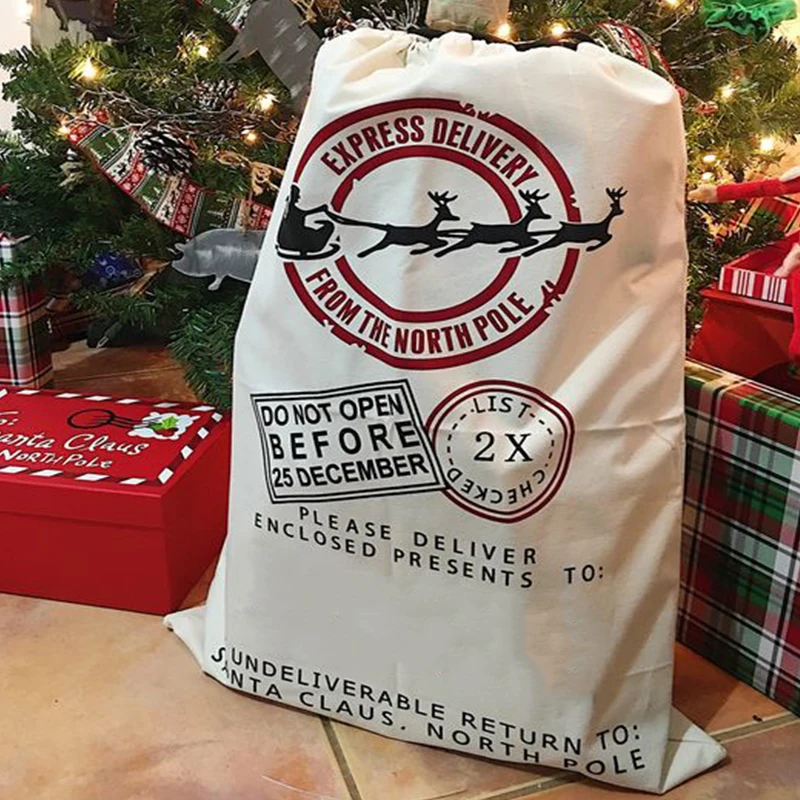 EXPRESS DELIVERY
FROM THE NORTH POLE
DO NOT OPEN
BEFORE
25 DECEMBER
LIST
2X
CHECKED
PLEASE DELIVER
ENCLOSED PRESENTS TO:
UNDELIVERABLE RETURN TO:
SANTA CLAUS, NORTH POLE
To:
Santa Claus
NORTH POLE